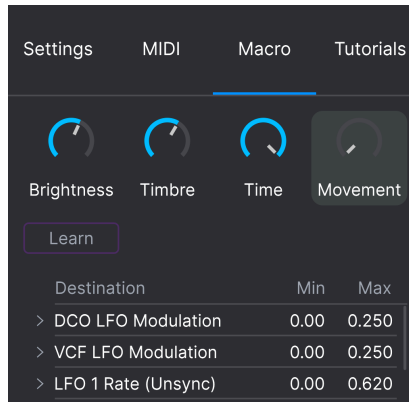 Settings MIDI Macro Tutorials
Brightness Timbre Time Movement
Learn
Destination Min Max
DCO LFO Modulation 0.00 0.250
VCF LFO Modulation 0.00 0.250
LFO 1 Rate (Unsync) 0.00 0.620